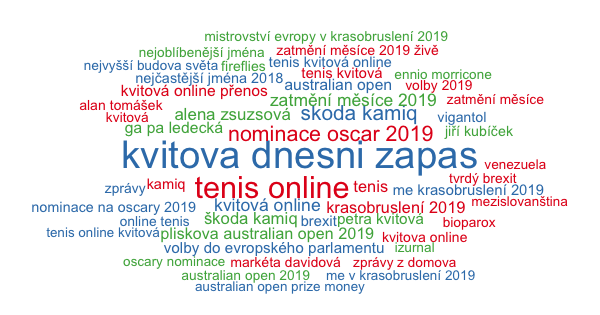 mistrovství evropy v krasobruslení 2019
nejoblíbenější jména zatmění měsíce 2019 živě
nejvyšší budova světa fireflies tenis kvitová online
nejčastější jména 2018 tenis kvitová ennio morricone
kvitová online přenos australian open volby 2019
alan tomášek zatmění měsíce 2019 zatmění měsíce
kvitová alena zsuzsová skoda kamiq vigantol
ga pa ledecká nominace oscar 2019 jiří kubíček
kvitova dnesni zapas venezuela
tvrdý brexit
zprávy kamiq tenis online tenis me krasobruslení 2019
nominace na oscary 2019 kvitová online krasobruslení 2019 mezislovanština
online tenis škoda kamiq brexit petra kvitová bioparox
tenis online kvitová pliskova australian open 2019 kvitova online
volby do evropského parlamentu izurnal
oscary nominace markéta davidová zprávy z domova
australian open 2019 me v krasobruslení 2019
australian open prize money